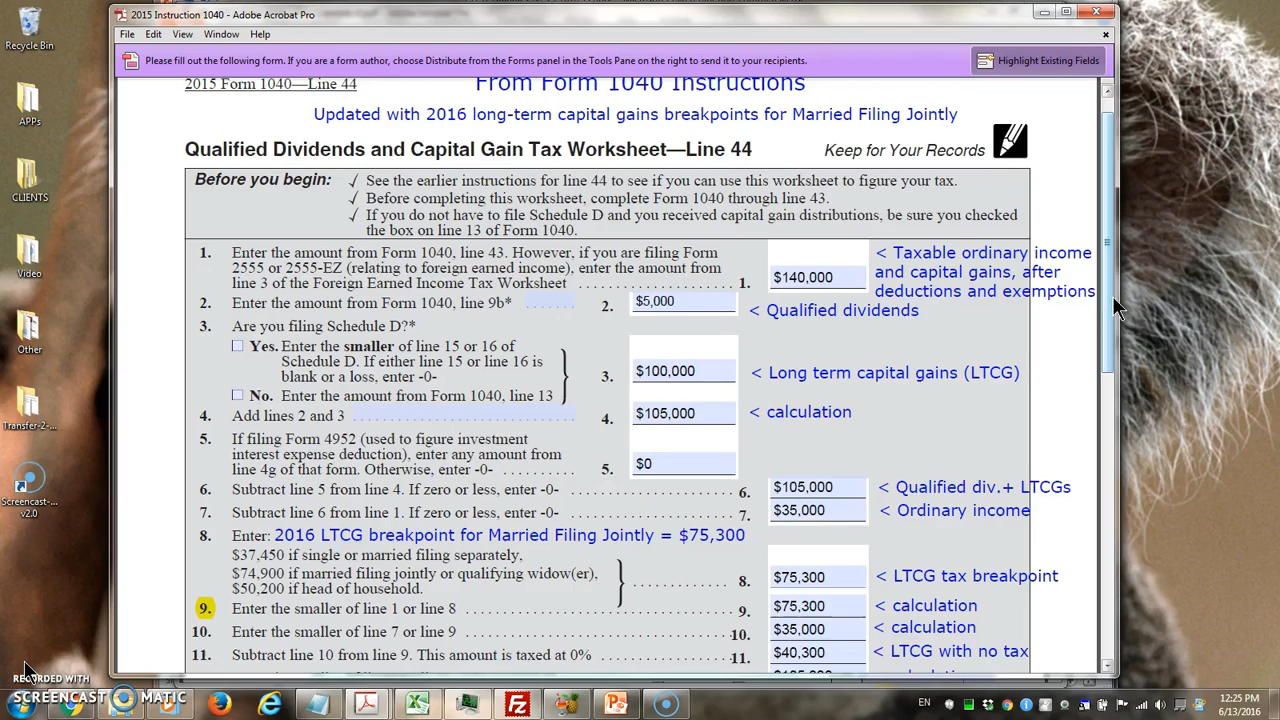 Recycle Bin
APPs
CLIENTS
Video
Other
Transfer-2-...
Screencast-...
v2.0
2015 Instruction 1040 - Adobe Acrobat Pro
File Edit View Window Help
Please fill out the following form. If you are a form author, choose Distribute from the Forms panel in the Tools Pane on the right to send it to your recipients.
Highlight Existing Fields
2015 Form 1040—Line 44
From Form 1040 Instructions
Updated with 2016 long-term capital gains breakpoints for Married Filing Jointly
Qualified Dividends and Capital Gain Tax Worksheet—Line 44
Keep for Your Records
Before you begin: √ See the earlier instructions for line 44 to see if you can use this worksheet to figure your tax.
√ Before completing this worksheet, complete Form 1040 through line 43.
√ If you do not have to file Schedule D and you received capital gain distributions, be sure you checked
the box on line 13 of Form 1040.
1. Enter the amount from Form 1040, line 43. However, if you are filing Form
2555 or 2555-EZ (relating to foreign earned income), enter the amount from
line 3 of the Foreign Earned Income Tax Worksheet 1. $140,000
< Taxable ordinary income
and capital gains, after
deductions and exemptions
2. Enter the amount from Form 1040, line 9b* 2. $5,000 < Qualified dividends
3. Are you filing Schedule D?*
Yes. Enter the smaller of line 15 or 16 of
Schedule D. If either line 15 or line 16 is
blank or a loss, enter -0-
3. $100,000 < Long term capital gains (LTCG)
No. Enter the amount from Form 1040, line 13
4. Add lines 2 and 3 4. $105,000 < calculation
5. If filing Form 4952 (used to figure investment
interest expense deduction), enter any amount from
line 4g of that form. Otherwise, enter -0- 5. $0
6. Subtract line 5 from line 4. If zero or less, enter -0- 6. $105,000 < Qualified div.+ LTCGs
7. Subtract line 6 from line 1. If zero or less, enter -0- 7. $35,000 < Ordinary income
8. Enter: 2016 LTCG breakpoint for Married Filing Jointly = $75,300
$37,450 if single or married filing separately,
$74,900 if married filing jointly or qualifying widow(er),
$50,200 if head of household.
8. $75,300 < LTCG tax breakpoint
9. Enter the smaller of line 1 or line 8 9. $75,300 < calculation
10. Enter the smaller of line 7 or line 9 10. $35,000 < calculation
11. Subtract line 10 from line 9. This amount is taxed at 0% 11. $40,300 < LTCG with no tax
RECORDED WITH
SCREENCAST MATIC
EN
12:25 PM
6/13/2016